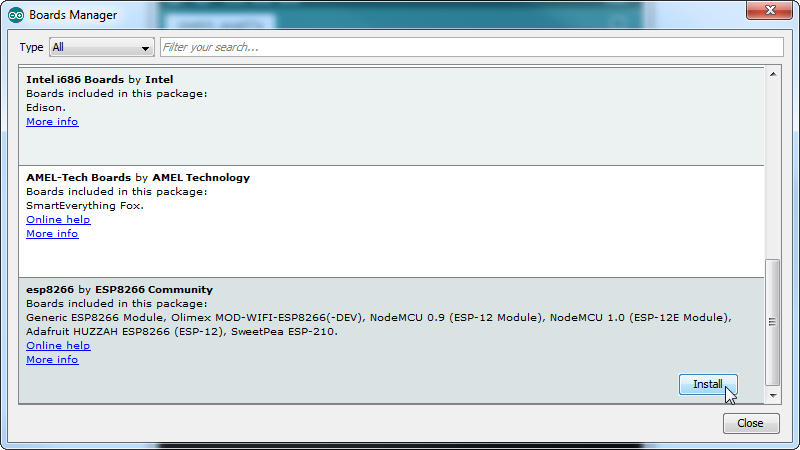 Boards Manager
Type All Filter your search...
Intel i686 Boards by Intel
Boards included in this package:
Edison.
More info
AMEL-Tech Boards by AMEL Technology
Boards included in this package:
SmartEverything Fox.
Online help
More info
esp8266 by ESP8266 Community
Boards included in this package:
Generic ESP8266 Module, Olimex MOD-WIFI-ESP8266(-DEV), NodeMCU 0.9 (ESP-12 Module), NodeMCU 1.0 (ESP-12E Module),
Adafruit HUZZAH ESP8266 (ESP-12), SweetPea ESP-210.
Online help
More info
Install
Close